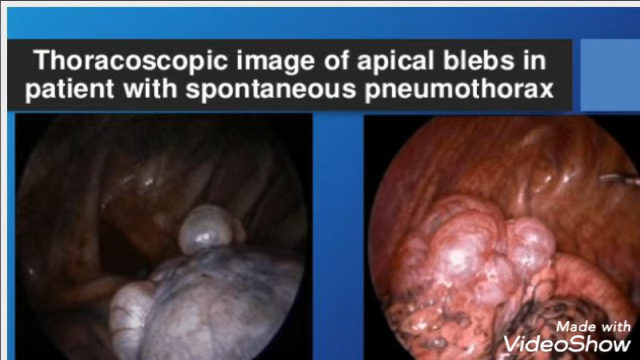 Thoracoscopic image of apical blebs in
patient with spontaneous pneumothorax
Made with
VideoShow